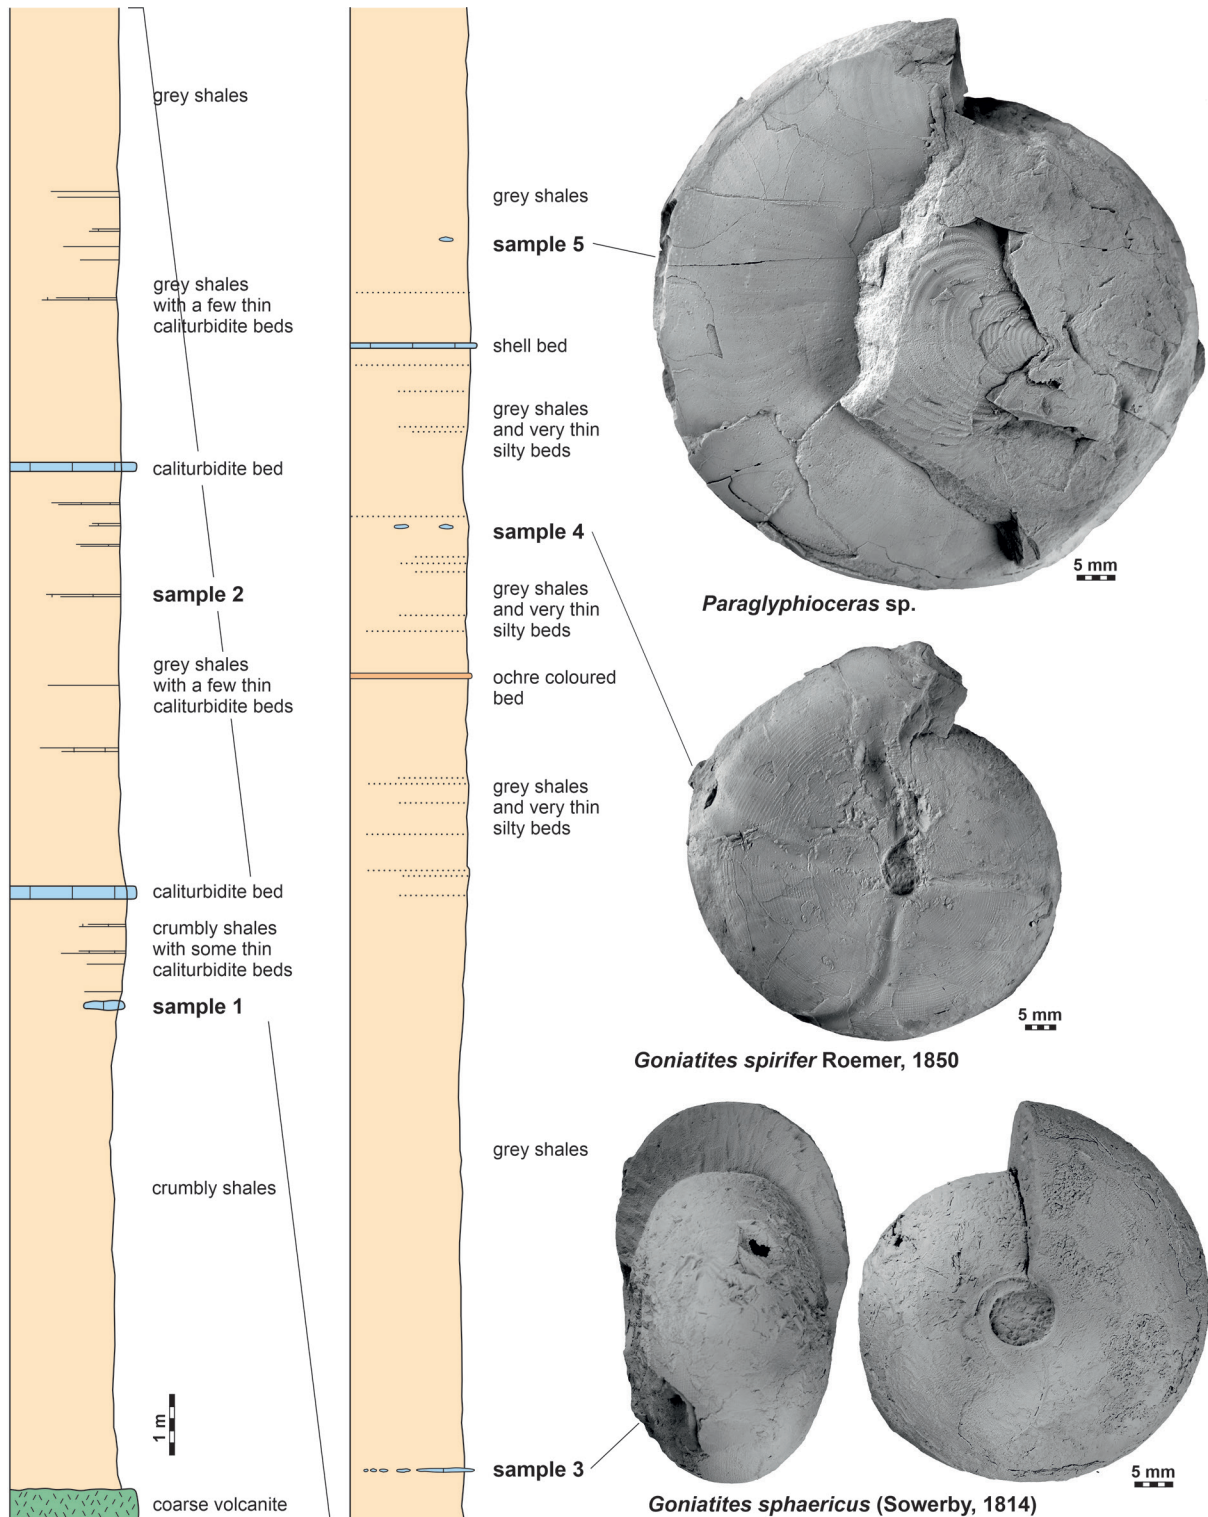 grey shales
grey shales
with a few thin
caliturbidite beds
caliturbidite bed
sample 2
grey shales
with a few thin
caliturbidite beds
caliturbidite bed
crumbly shales
with some thin
caliturbidite beds
sample 1
crumbly shales
1 m
coarse volcanite
grey shales
sample 5
shell bed
grey shales
and very thin
silty beds
sample 4
grey shales
and very thin
silty beds
ochre coloured
bed
grey shales
and very thin
silty beds
grey shales
sample 3
5 mm
Paraglyphioceras sp.
5 mm
Goniatites spirifer Roemer, 1850
5 mm
Goniatites sphaericus (Sowerby, 1814)